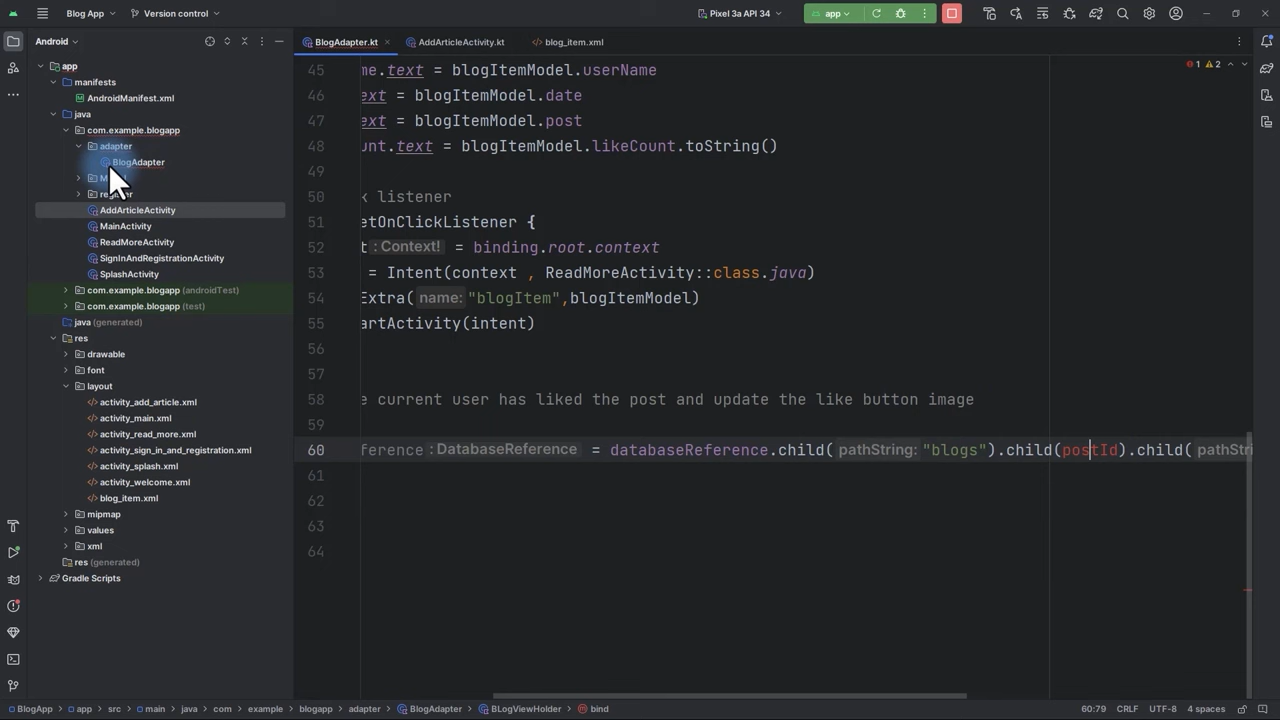 Blog App
Version control
Pixel 3a API 34
app
Android
BlogAdapter.kt
AddArticleActivity.kt
blog_item.xml
app
manifests
AndroidManifest.xml
java
com.example.blogapp
adapter
BlogAdapter
AddArticleActivity
MainActivity
ReadMoreActivity
SignInAndRegistrationActivity
SplashActivity
com.example.blogapp (androidTest)
com.example.blogapp (test)
java (generated)
res
drawable
font
layout
activity_add_article.xml
activity_main.xml
activity_read_more.xml
activity_sign_in_and_registration.xml
activity_splash.xml
activity_welcome.xml
blog_item.xml
mipmap
values
xml
res (generated)
Gradle Scripts
1 2
45 me.text = blogItemModel.userName
46 ext = blogItemModel.date
47 ext = blogItemModel.post
48 unt.text = blogItemModel.likeCount.toString()
49
50 k listener
51 etOnClickListener {
52 t : Context! = binding.root.context
53 = Intent(context , ReadMoreActivity::class.java)
54 Extra( name: "blogItem",blogItemModel)
55 artActivity(intent)
56
57
58 e current user has liked the post and update the like button image
59
60 ference : DatabaseReference = databaseReference.child( pathString: "blogs").child(postId).child( pathStri
61
62
63
64
BlogApp > app > src > main > java > com > example > blogapp > adapter > BlogAdapter > BLogViewHolder > bind
60:79 CRLF UTF-8 4 spaces